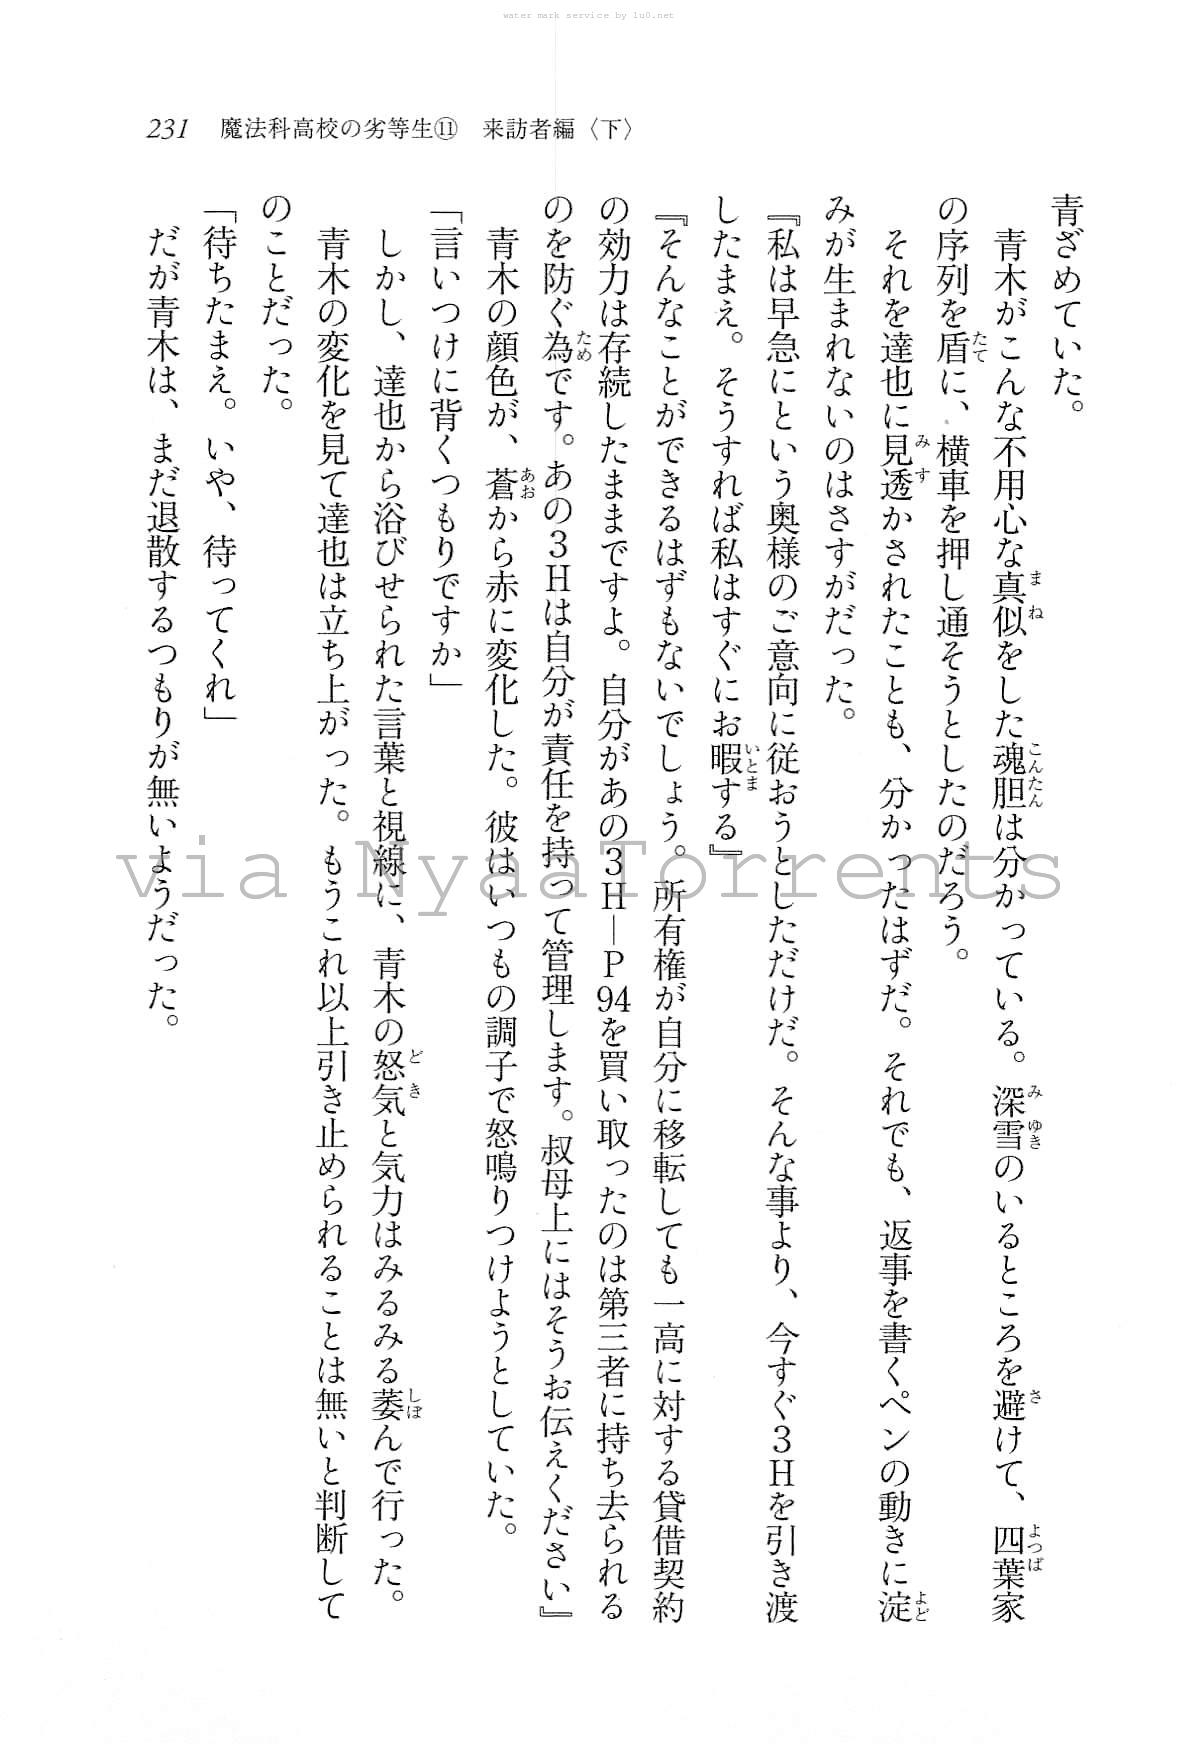 water mark service by lu0.net
231 魔法科高校の劣等生⑪ 来訪者編〈下〉
青ざめていた。
青木がこんな不用心な真似をした魂胆は分かっている。深雪のいるところを避けて、四葉家
の序列を盾に、横車を押し通そうとしたのだろう。
それを達也に見透かされたことも、分かったはずだ。それでも、返事を書くペンの動きに淀
みが生まれないのはさすがだった。
『私は早急にという奥様のご意向に従おうとしただけだ。そんな事より、今すぐ3Hを引き渡
したまえ。そうすれば私はすぐにお暇する』
『そんなことができるはずもないでしょう。所有権が自分に移転しても一高に対する貸借契約
の効力は存続したままですよ。自分があの3H―P94を買い取ったのは第三者に持ち去られる
のを防ぐ為です。あの3Hは自分が責任を持って管理します。叔母上にはそうお伝えください』
青木の顔色が、蒼から赤に変化した。彼はいつもの調子で怒鳴りつけようとしていた。
「言いつけに背くつもりですか」
しかし、達也から浴びせられた言葉と視線に、青木の怒気と気力はみるみる萎んで行った。
青木の変化を見て達也は立ち上がった。もうこれ以上引き止められることは無いと判断して
のことだった。
「待ちたまえ。いや、待ってくれ」
だが青木は、まだ退散するつもりが無いようだった。
via NyaaTorrents